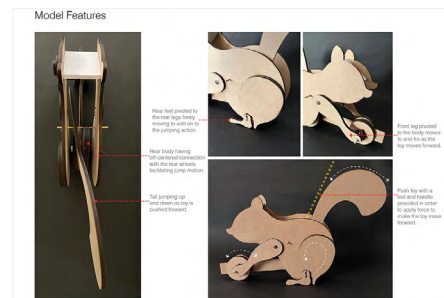 Model Features
Rear feet pivoted to
the rear legs freely
moving to add on to
the jumping action.
Rear body having
off-centered connection
with the rear wheels
facilitating jump motion.
Tail jumping up
and down as toy is
pushed forward.
Front leg pivoted
to the body moves
to and fro as the
toy moves forward.
Push toy with a
rod and handle
provided in order
to apply force to
make the toy move
forward.